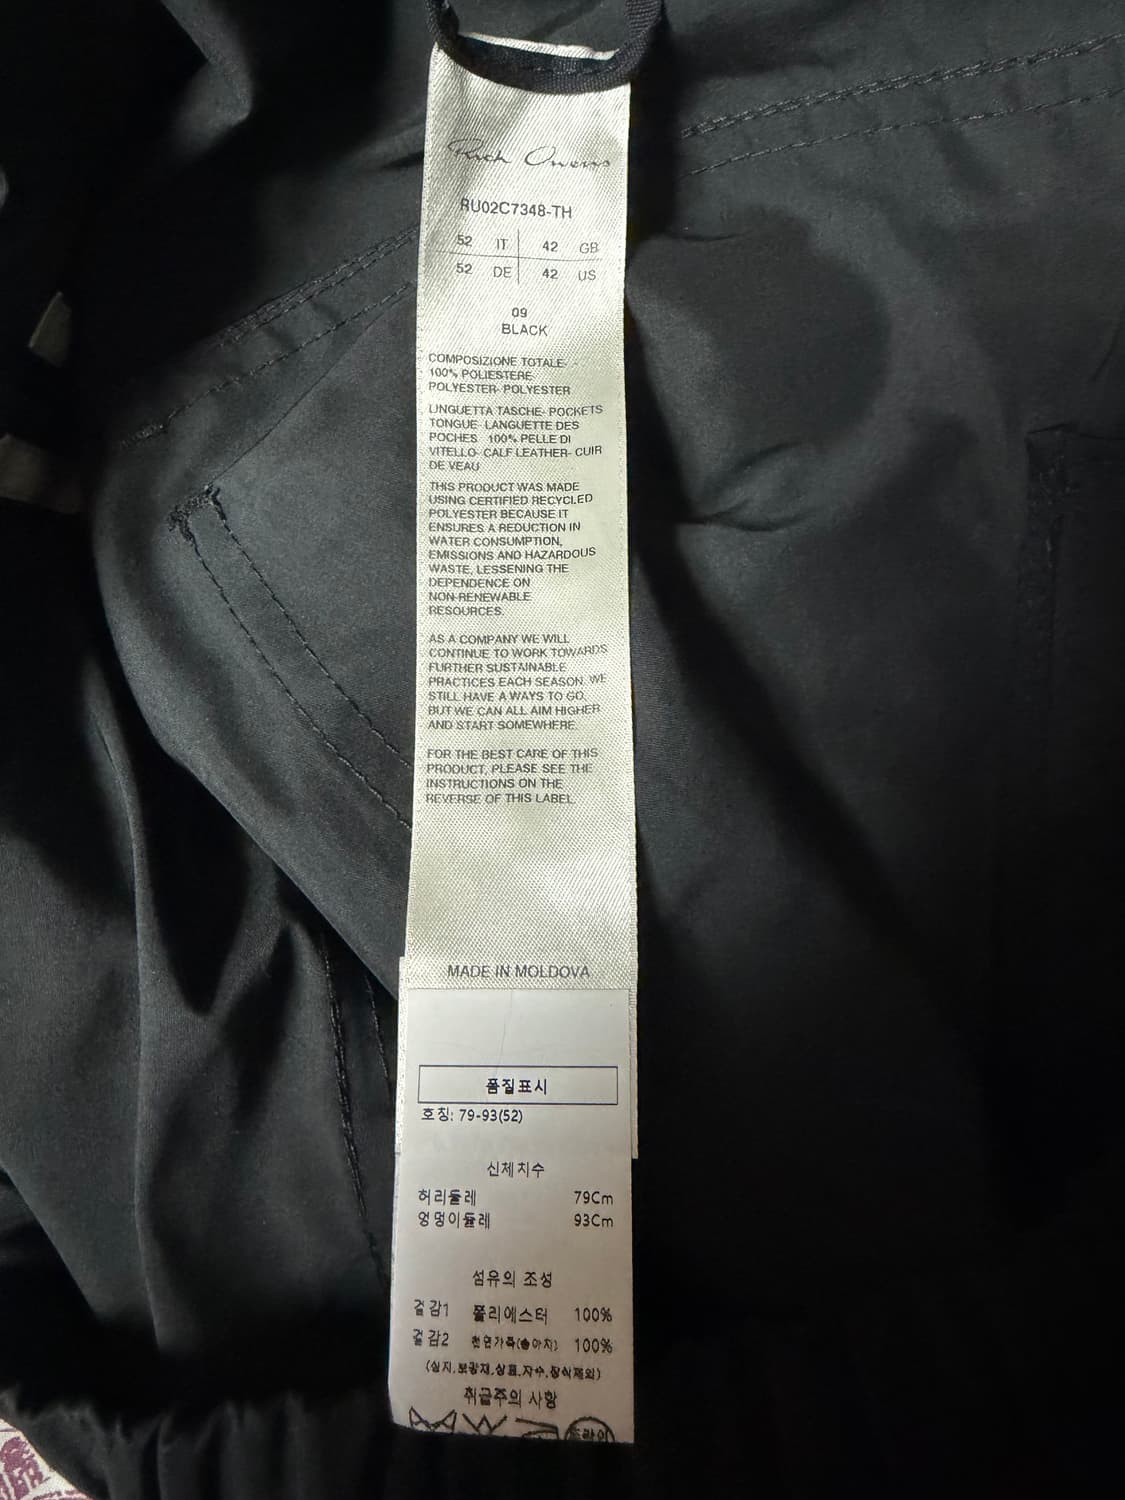 Rick Owens
RU02C7348-TH
52 IT 42 GB
52 DE 42 US
09
BLACK
COMPOSIZIONE TOTALE-
100% POLIESTERE
POLYESTER- POLYESTER
LINGUETTA TASCHE- POCKETS
TONGUE- LANGUETTE DES
POCHES 100% PELLE DI
VITELLO- CALF LEATHER- CUIR
DE VEAU
THIS PRODUCT WAS MADE
USING CERTIFIED RECYCLED
POLYESTER BECAUSE IT
ENSURES A REDUCTION IN
WATER CONSUMPTION,
EMISSIONS AND HAZARDOUS
WASTE, LESSENING THE
DEPENDENCE ON
NON-RENEWABLE
RESOURCES.
AS A COMPANY WE WILL
CONTINUE TO WORK TOWARDS
FURTHER SUSTAINABLE
PRACTICES EACH SEASON. WE
STILL HAVE A WAYS TO GO,
BUT WE CAN ALL AIM HIGHER
AND START SOMEWHERE.
FOR THE BEST CARE OF THIS
PRODUCT, PLEASE SEE THE
INSTRUCTIONS ON THE
REVERSE OF THIS LABEL.
MADE IN MOLDOVA
품질표시
호칭: 79-93(52)
신체치수
허리둘레 79Cm
엉덩이둘레 93Cm
섬유의 조성
겉감1 폴리에스터 100%
겉감2 천연가죽(송아지) 100%
(심지,보강재,상표,자수,장식제외)
취급주의 사항
드라이